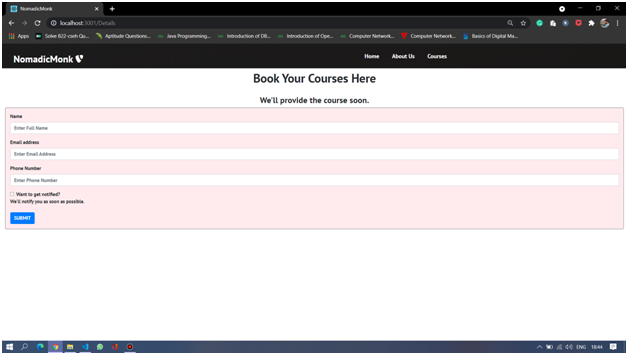 NomadicMonk
localhost:3001/Details
Apps
Solve 822-cseh Qu...
Aptitude Questions...
Java Programming...
Introduction of DB...
Introduction of Ope...
Computer Network...
Computer Network...
Basics of Digital Ma...
NomadicMonk
Home About Us Courses
Book Your Courses Here
We'll provide the course soon.
Name
Enter Full Name
Email address
Enter Email Address
Phone Number
Enter Phone Number
Want to get notified?
We'll notify you as soon as possible.
SUBMIT
ENG 18:44